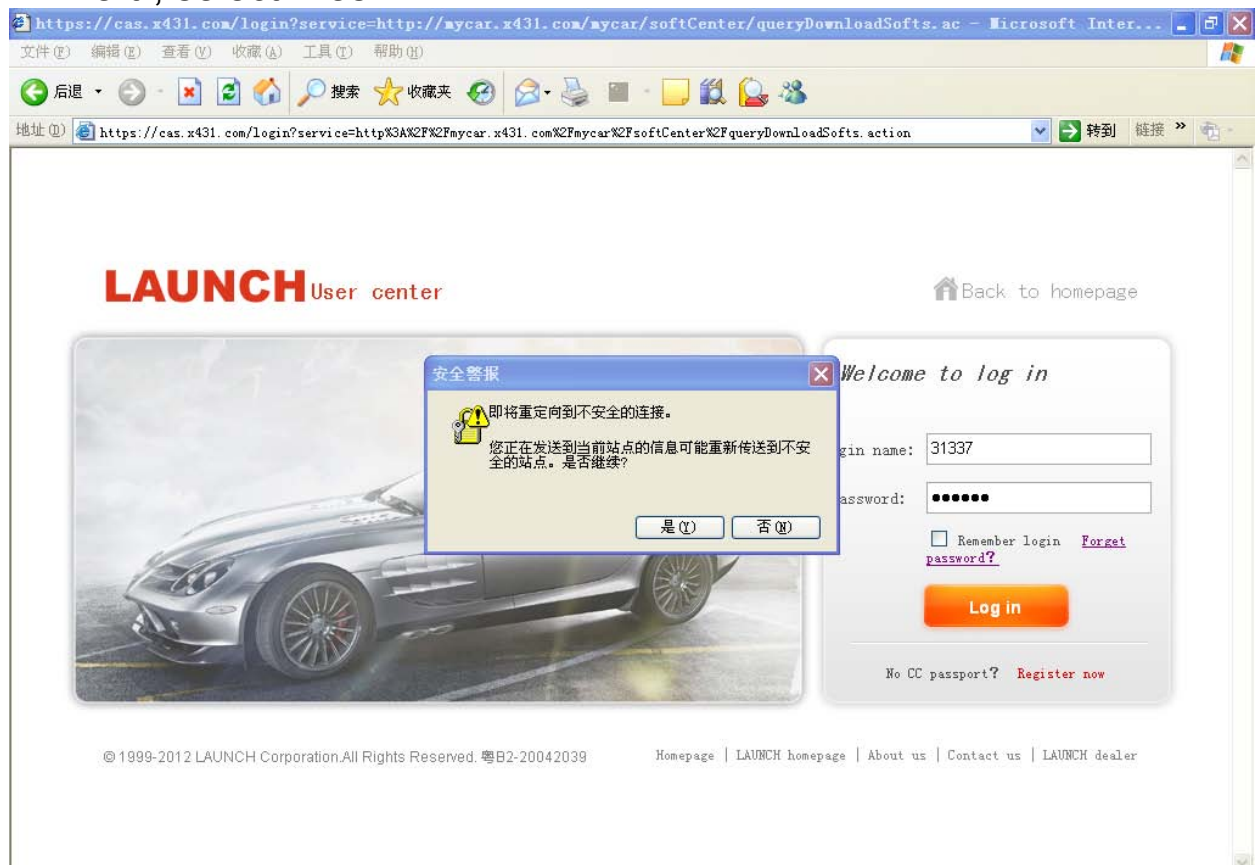 https://cas.x431.com/login?service=http://mycar.x431.com/mycar/softCenter/queryDownloadSofts.ac - Microsoft Inter...
文件(F) 编辑(E) 查看(V) 收藏(A) 工具(T) 帮助(H)
后退 搜索 收藏夹
地址(D) https://cas.x431.com/login?service=http%3A%2F%2Fmycar.x431.com%2Fmycar%2FsoftCenter%2FqueryDownloadSofts.action 转到 链接 »
LAUNCH User center
Back to homepage
安全警报
即将重定向到不安全的连接。
您正在发送到当前站点的信息可能重新传送到不安
全的站点。是否继续?
是(Y) 否(N)
Welcome to log in
gin name: 31337
assword: ●●●●●●
Remember login Forget
password?
Log in
No CC passport? Register now
©1999-2012 LAUNCH Corporation.All Rights Reserved. 粤B2-20042039
Homepage | LAUNCH homepage | About us | Contact us | LAUNCH dealer